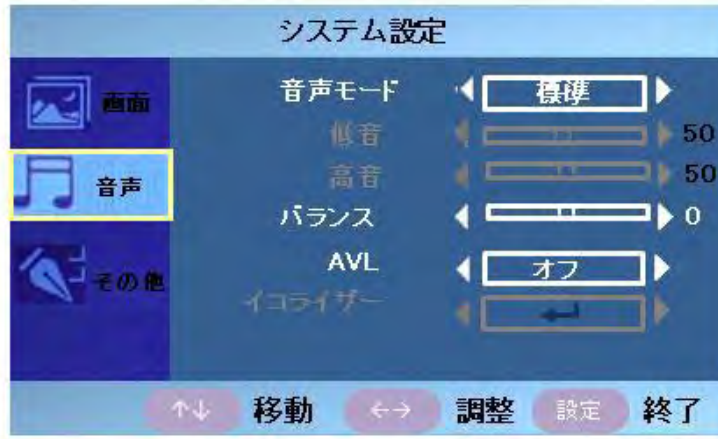 システム設定
画面
音声
その他
音声モード 標準
低音 50
高音 50
バランス 0
AVL オフ
イコライザー
↑↓ 移動 ←→ 調整 設定 終了